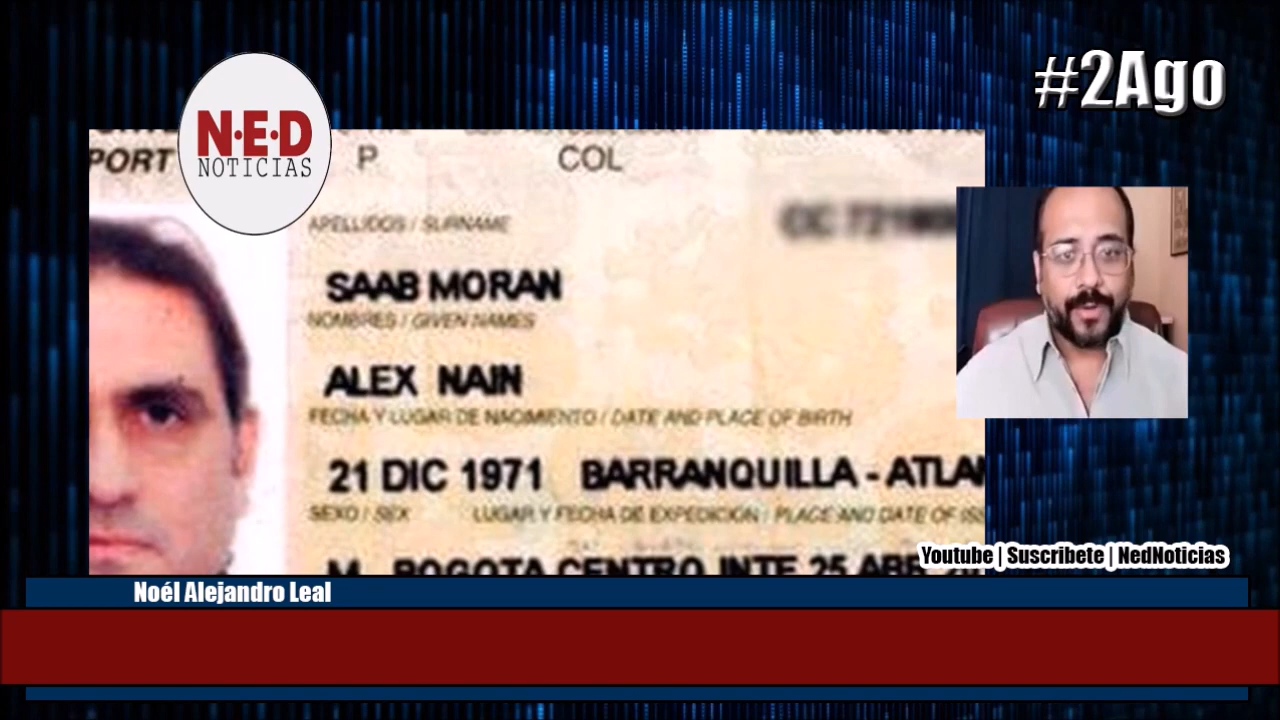 #2Ago
N·E·D
NOTICIAS
PORT
P
COL
APELLIDOS / SURNAME
SAAB MORAN
NOMBRES / GIVEN NAMES
ALEX NAIN
FECHA Y LUGAR DE NACIMIENTO / DATE AND PLACE OF BIRTH
21 DIC 1971 BARRANQUILLA - ATLAN
SEXO / SEX LUGAR Y FECHA DE EXPEDICION / PLACE AND DATE OF ISS
M BOGOTA CENTRO INTE 25 ABR
Youtube | Suscribete | NedNoticias
Noél Alejandro Leal